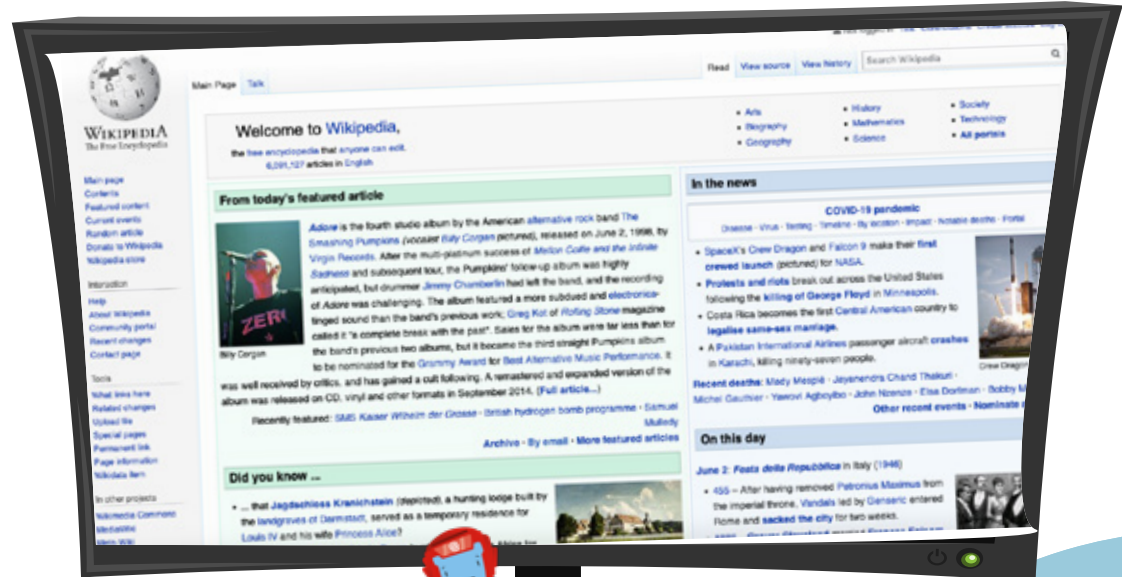 WIKIPEDIA
The Free Encyclopedia
Main page
Contents
Featured content
Current events
Random article
Donate to Wikipedia
Wikipedia store
Interaction
Help
About Wikipedia
Community portal
Recent changes
Contact page
Tools
What links here
Related changes
Upload file
Special pages
Permanent link
Page information
Wikidata item
In other projects
Wikimedia Commons
MediaWiki
Meta-Wiki
Main Page Talk
Read View source View history Search Wikipedia
Welcome to Wikipedia,
the free encyclopedia that anyone can edit.
6,091,127 articles in English
Arts
Biography
Geography
History
Mathematics
Science
Society
Technology
All portals
From today's featured article
Adore is the fourth studio album by the American alternative rock band The
Smashing Pumpkins (vocalist Billy Corgan pictured), released on June 2, 1998, by
Virgin Records. After the multi-platinum success of Mellon Collie and the Infinite
Sadness and subsequent tour, the Pumpkins' follow-up album was highly
anticipated, but drummer Jimmy Chamberlin had left the band, and the recording
of Adore was challenging. The album featured a more subdued and electronica-
tinged sound than the band's previous work; Greg Kot of Rolling Stone magazine
called it "a complete break with the past". Sales for the album were far less than for
the band's previous two albums, but it became the third straight Pumpkins album
to be nominated for the Grammy Award for Best Alternative Music Performance. It
was well received by critics, and has gained a cult following. A remastered and expanded version of the
album was released on CD, vinyl and other formats in September 2014. (Full article...)
ZERO
Billy Corgan
Recently featured: SMS Kaiser Wilhelm der Grosse · British hydrogen bomb programme · Samuel
Mulledy
Archive · By email · More featured articles
Did you know ...
... that Jagdschloss Kranichstein (depicted), a hunting lodge built by
the landgraves of Darmstadt, served as a temporary residence for
Louis IV and his wife Princess Alice?
In the news
COVID-19 pandemic
Disease · Virus · Testing · Timeline · By location · Impact · Notable deaths · Portal
SpaceX's Crew Dragon and Falcon 9 make their first
crewed launch (pictured) for NASA.
Protests and riots break out across the United States
following the killing of George Floyd in Minneapolis.
Costa Rica becomes the first Central American country to
legalise same-sex marriage.
A Pakistan International Airlines passenger aircraft crashes
in Karachi, killing ninety-seven people.
Crew Dragon
Recent deaths: Mady Mesplé · Jayanendra Chand Thakuri ·
Michel Gauthier · Yawovi Agboyibo · John Nzenze · Elsa Dorfman · Bobby M
Other recent events · Nominate
On this day
June 2: Festa della Repubblica in Italy (1946)
455 – After having removed Petronius Maximus from
the imperial throne, Vandals led by Genseric entered
Rome and sacked the city for two weeks.